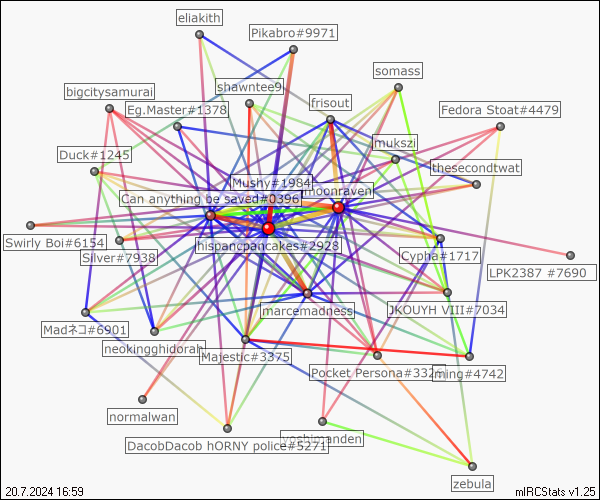 eliakith
Pikabro#9971
somass
shawntee9
bigcitysamurai
Eg.Master#1378
frisout
Fedora Stoat#4479
mukszi
Duck#1245
thesecondtwat
Mushy#1984
moonraven
Can anything be saved#0396
Swirly Boi#6154
hispancpancakes#2928
Silver#7938
Cypha#1717
LPK2387 #7690
marcemadness
JKOUYH VIII#7034
Madネコ#6901
neokingghidorah
Majestic#3375
Pocket Persona#332
ming#4742
normalwan
yoshimanden
DacobDacob hORNY police#5271
zebula
20.7.2024 16:59
mIRCStats v1.25